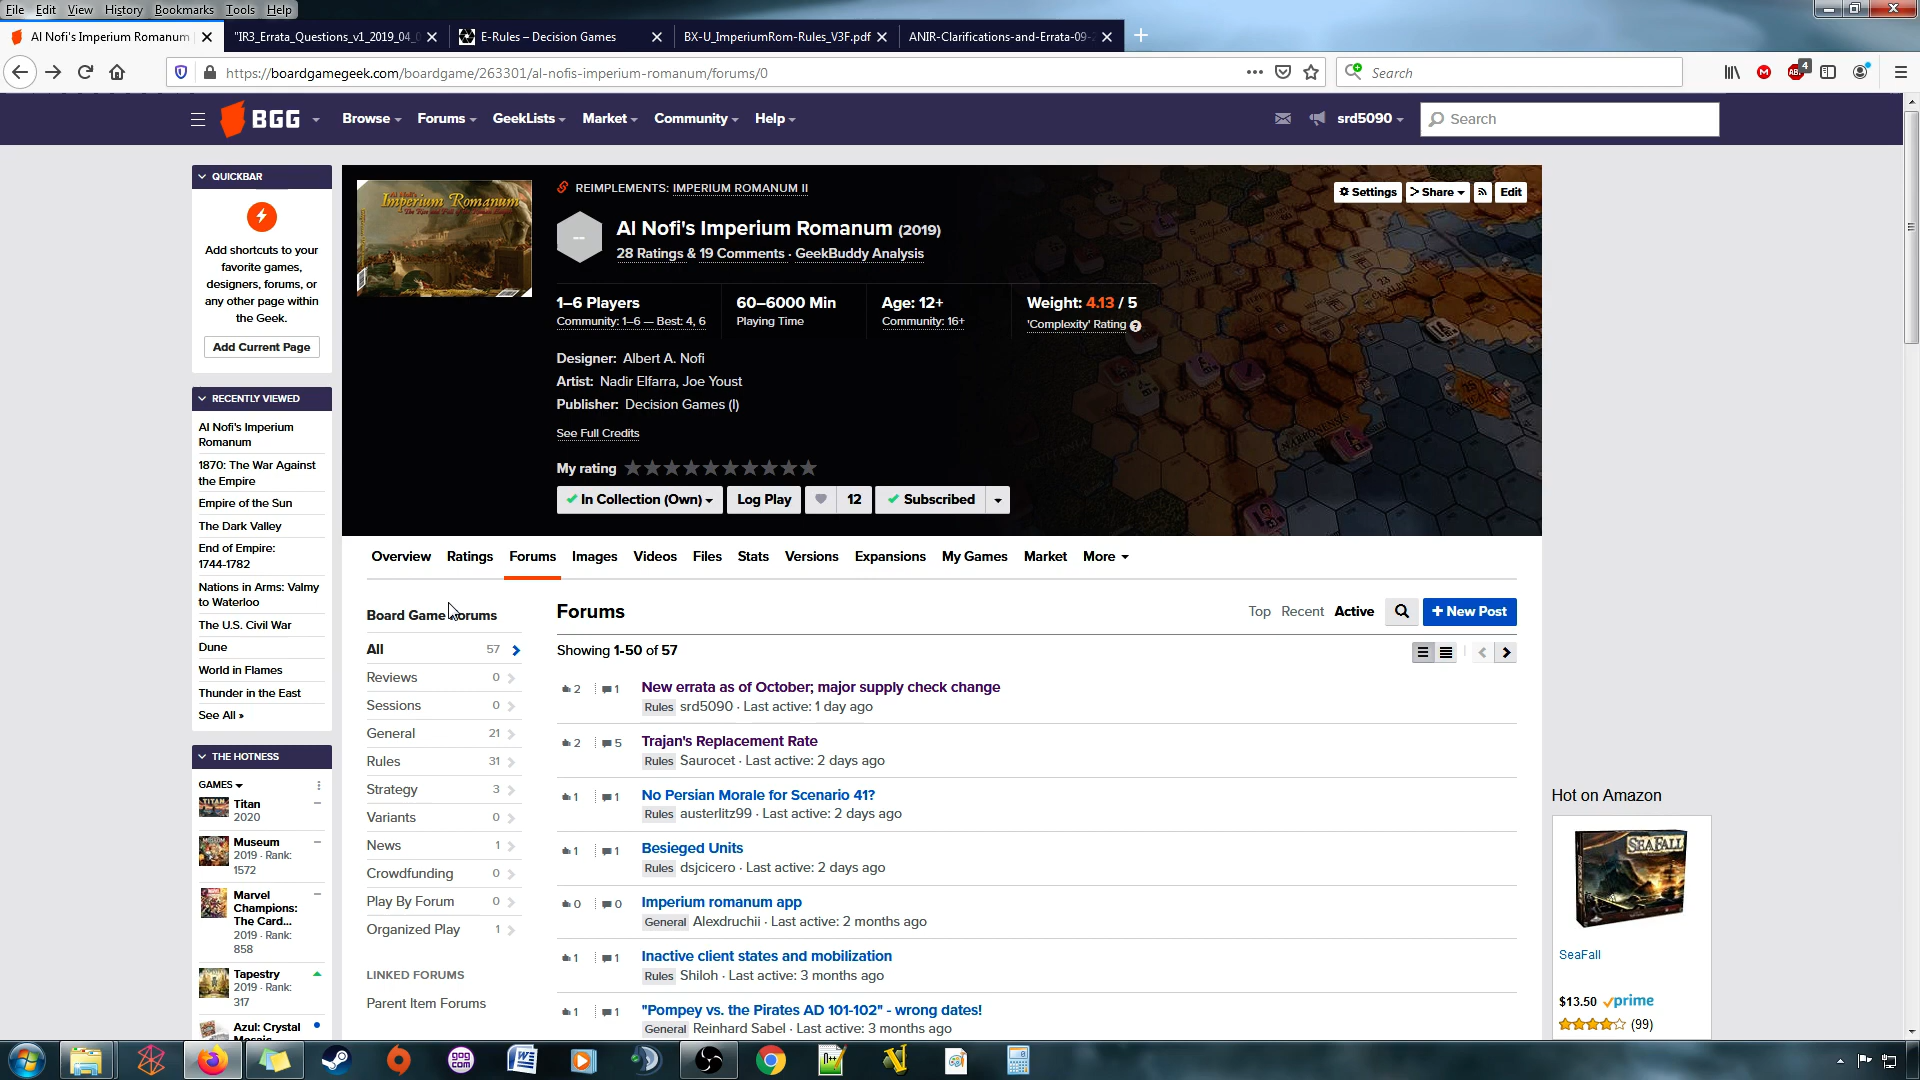 File Edit View History Bookmarks Tools Help
Al Nofi's Imperium Romanum
"IR3_Errata_Questions_v1_2019_04_
E-Rules – Decision Games
BX-U_ImperiumRom-Rules_V3F.pdf
ANIR-Clarifications-and-Errata-09-
https://boardgamegeek.com/boardgame/263301/al-nofis-imperium-romanum/forums/0
Search
4
BGG
Browse Forums GeekLists Market Community Help
srd5090
Search
QUICKBAR
Add shortcuts to your
favorite games,
designers, forums, or
any other page within
the Geek.
Add Current Page
RECENTLY VIEWED
Al Nofi's Imperium
Romanum
1870: The War Against
the Empire
Empire of the Sun
The Dark Valley
End of Empire:
1744-1782
Nations in Arms: Valmy
to Waterloo
The U.S. Civil War
Dune
World in Flames
Thunder in the East
See All »
THE HOTNESS
GAMES
Titan
2020
Museum
2019 · Rank:
1572
Marvel
Champions:
The Card...
2019 · Rank:
858
Tapestry
2019 · Rank:
317
Azul: Crystal
Al Nofi's
Imperium Romanum
REIMPLEMENTS: IMPERIUM ROMANUM II
Settings Share Edit
--
Al Nofi's Imperium Romanum (2019)
28 Ratings & 19 Comments · GeekBuddy Analysis
1–6 Players
Community: 1–6 — Best: 4, 6
60–6000 Min
Playing Time
Age: 12+
Community: 16+
Weight: 4.13 / 5
'Complexity' Rating ?
Designer: Albert A. Nofi
Artist: Nadir Elfarra, Joe Youst
Publisher: Decision Games (I)
See Full Credits
My rating
In Collection (Own) Log Play 12 Subscribed
Overview Ratings Forums Images Videos Files Stats Versions Expansions My Games Market More
Board Game Forums
All 57
Reviews 0
Sessions 0
General 21
Rules 31
Strategy 3
Variants 0
News 1
Crowdfunding 0
Play By Forum 0
Organized Play 1
LINKED FORUMS
Parent Item Forums
Forums
Top Recent Active
+ New Post
Showing 1-50 of 57
2 1 New errata as of October; major supply check change
Rules srd5090 · Last active: 1 day ago
2 5 Trajan's Replacement Rate
Rules Saurocet · Last active: 2 days ago
1 1 No Persian Morale for Scenario 41?
Rules austerlitz99 · Last active: 2 days ago
1 1 Besieged Units
Rules dsjcicero · Last active: 2 days ago
0 0 Imperium romanum app
General Alexdruchii · Last active: 2 months ago
1 1 Inactive client states and mobilization
Rules Shiloh · Last active: 3 months ago
1 1 "Pompey vs. the Pirates AD 101-102" - wrong dates!
General Reinhard Sabel · Last active: 3 months ago
Hot on Amazon
SEAFALL
SeaFall
$13.50 prime
(99)